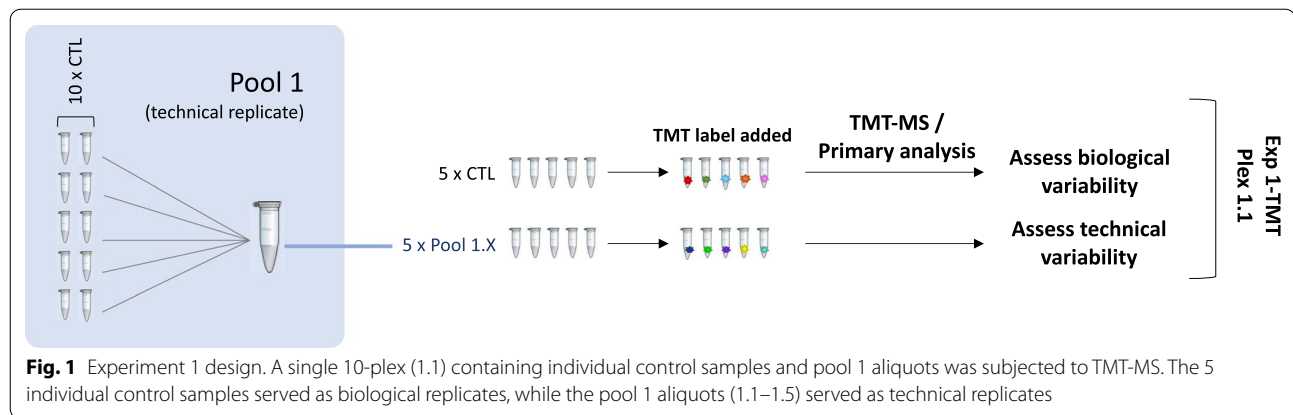 10 x CTL
Pool 1
(technical replicate)
5 x CTL
5 x Pool 1.X
TMT label added
TMT-MS /
Primary analysis
Assess biological
variability
Assess technical
variability
Exp 1-TMT
Plex 1.1
Fig. 1 Experiment 1 design. A single 10-plex (1.1) containing individual control samples and pool 1 aliquots was subjected to TMT-MS. The 5
individual control samples served as biological replicates, while the pool 1 aliquots (1.1–1.5) served as technical replicates